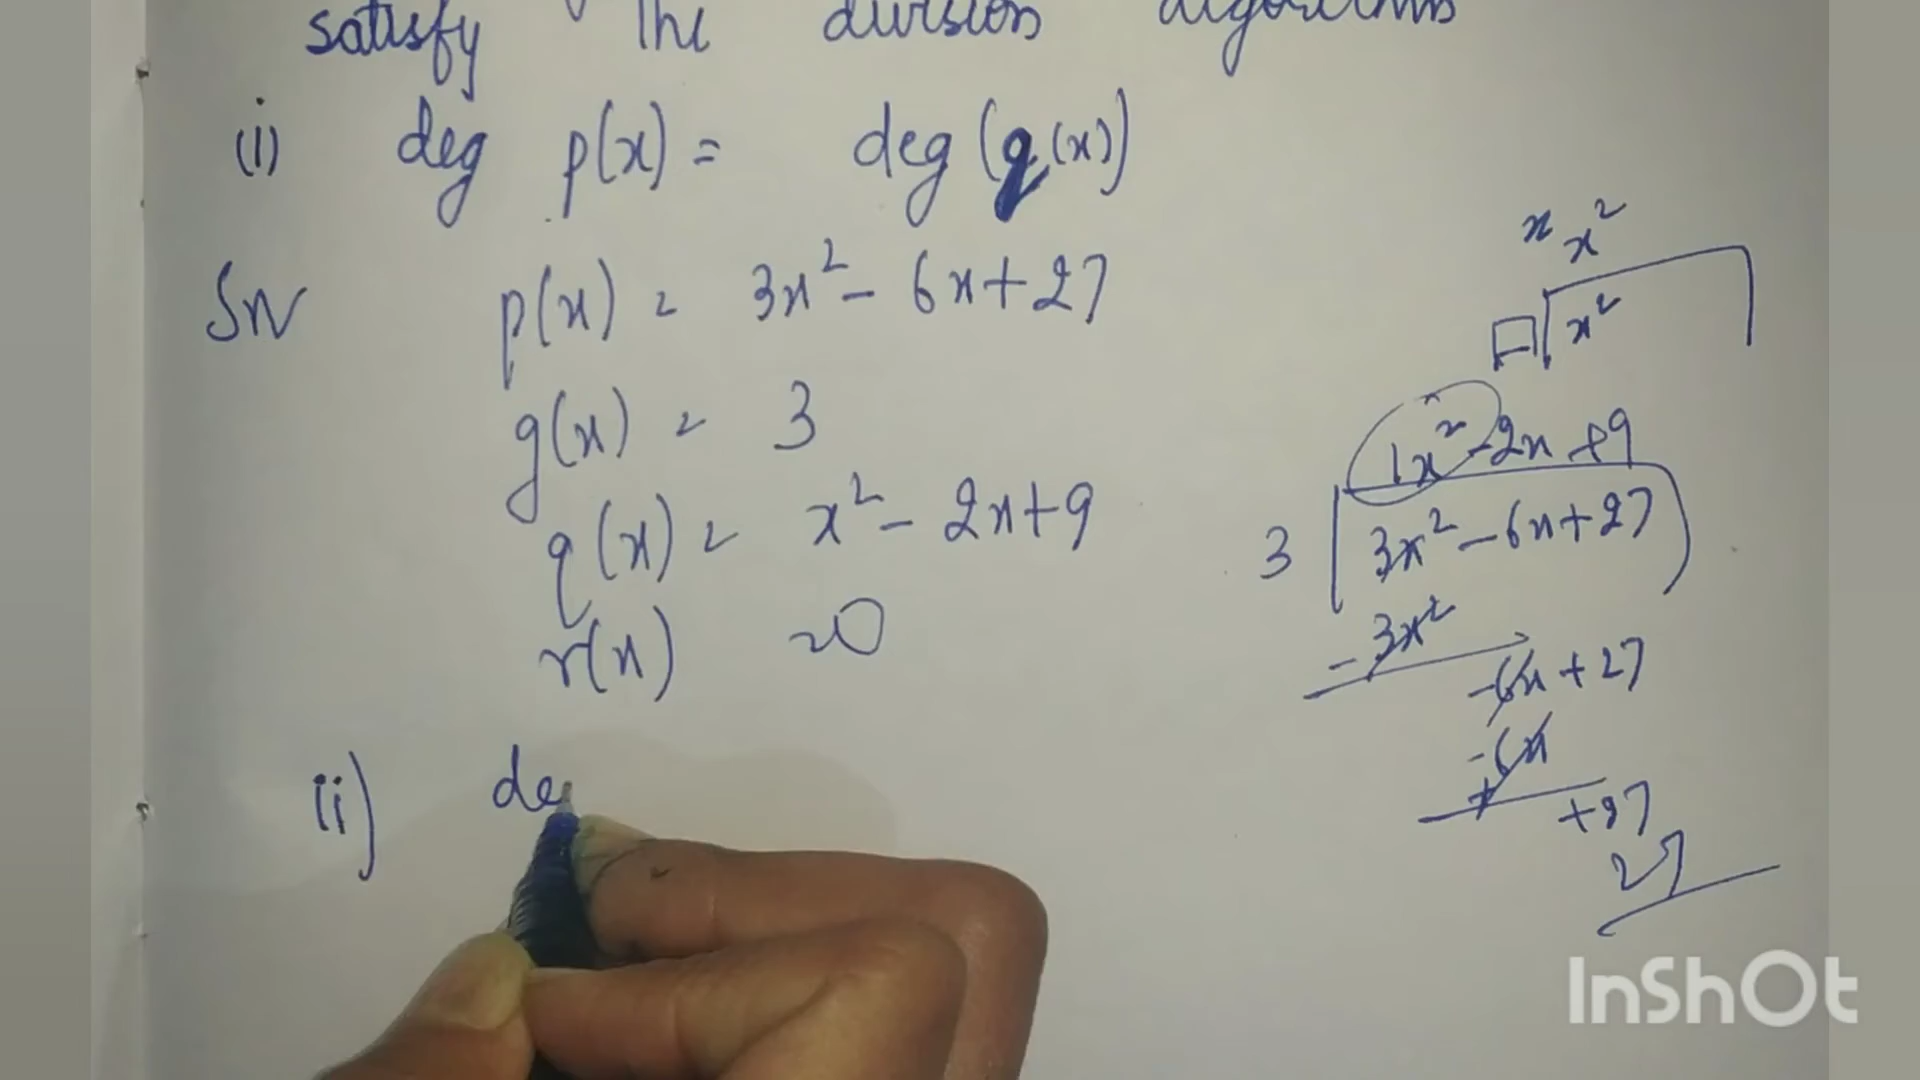 satisfy the division algorithms
(i) deg p(x) = deg (q(x))
Sn p(x) = 3x² - 6x + 27
g(x) = 3
q(x) = x² - 2x + 9
r(x) = 0
ii) de
x x²
x²
1x² - 2x + 9
3 3x² - 6x + 27
- 3x²
- 6x + 27
- 6x
+
+27
27
InShOt